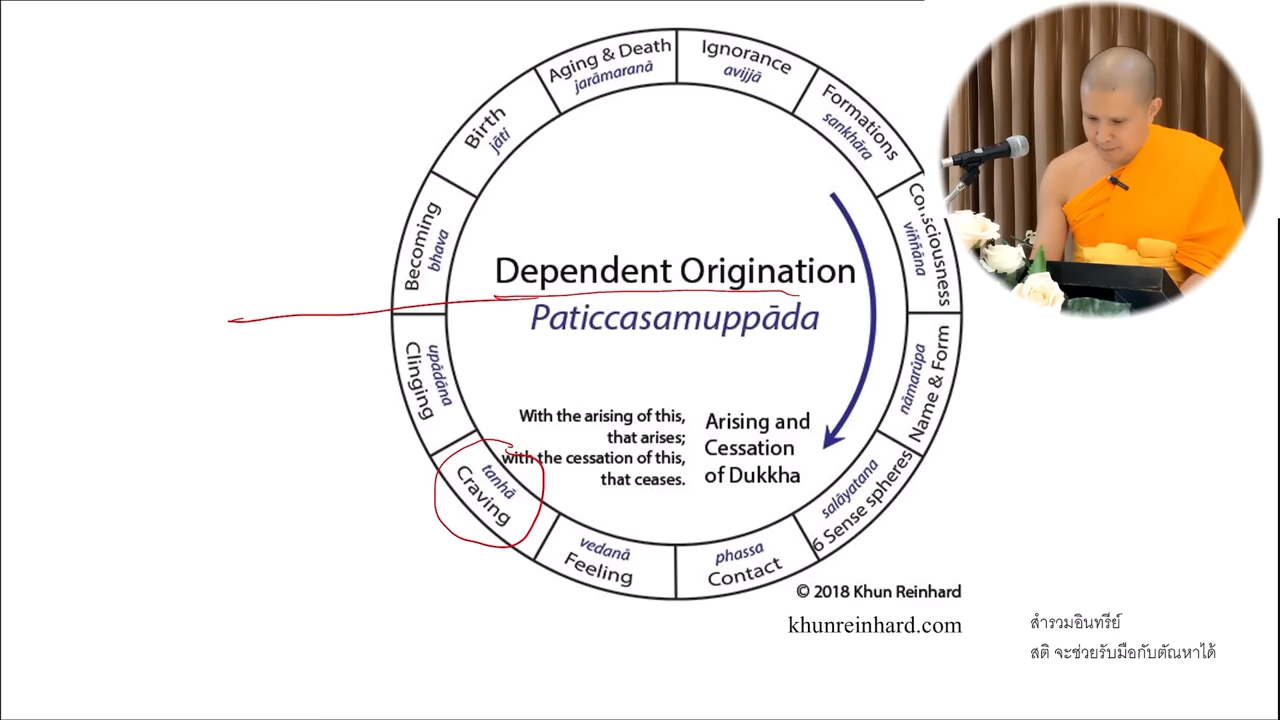 Aging & Death
jarāmaranā
Ignorance
avijjā
Formations
sankhāra
Consciousness
viññāna
Name & Form
nāmarūpa
6 Sense spheres
salāyatana
Contact
phassa
Feeling
vedanā
Craving
tanhā
Clinging
upādāna
Becoming
bhava
Birth
jāti
Dependent Origination
Paticcasamuppāda
With the arising of this,
that arises;
with the cessation of this,
that ceases.
Arising and
Cessation
of Dukkha
© 2018 Khun Reinhard
khunreinhard.com
สำรวมอินทรีย์
สติ จะช่วยรับมือกับตัณหาได้